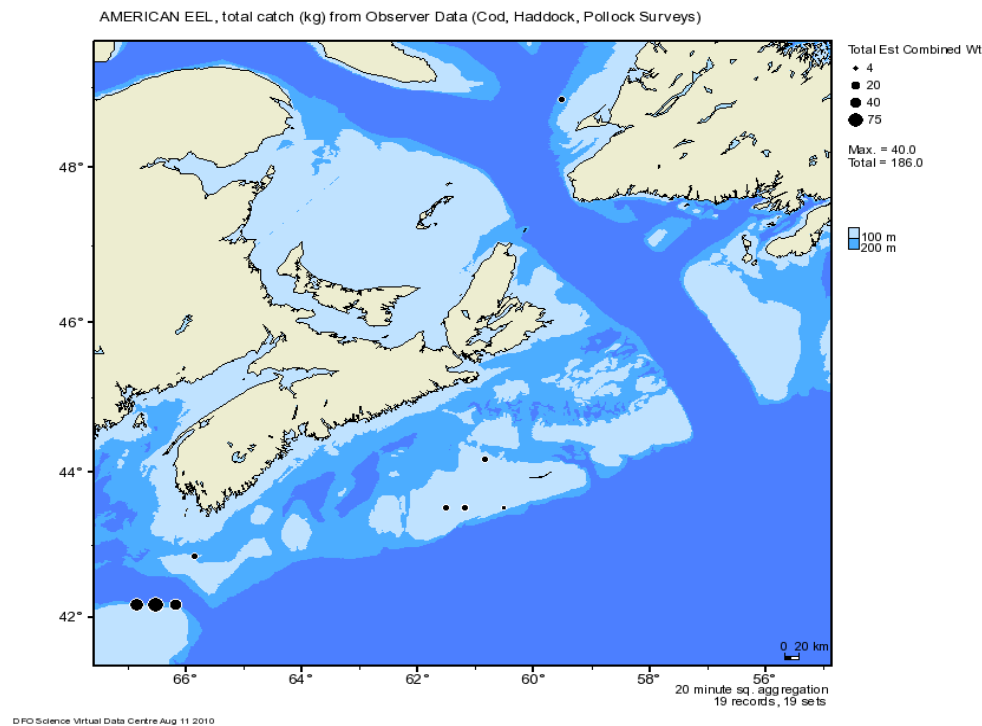 AMERICAN EEL, total catch (kg) from Observer Data (Cod, Haddock, Pollock Surveys)
Total Est Combined Wt
4
20
40
75
Max. = 40.0
Total = 186.0
100 m
200 m
48°
46°
44°
42°
0 20 km
66°
64°
62°
60°
58°
56°
20 minute sq. aggregation
19 records, 19 sets
DFO Science Virtual Data Centre Aug 11 2010